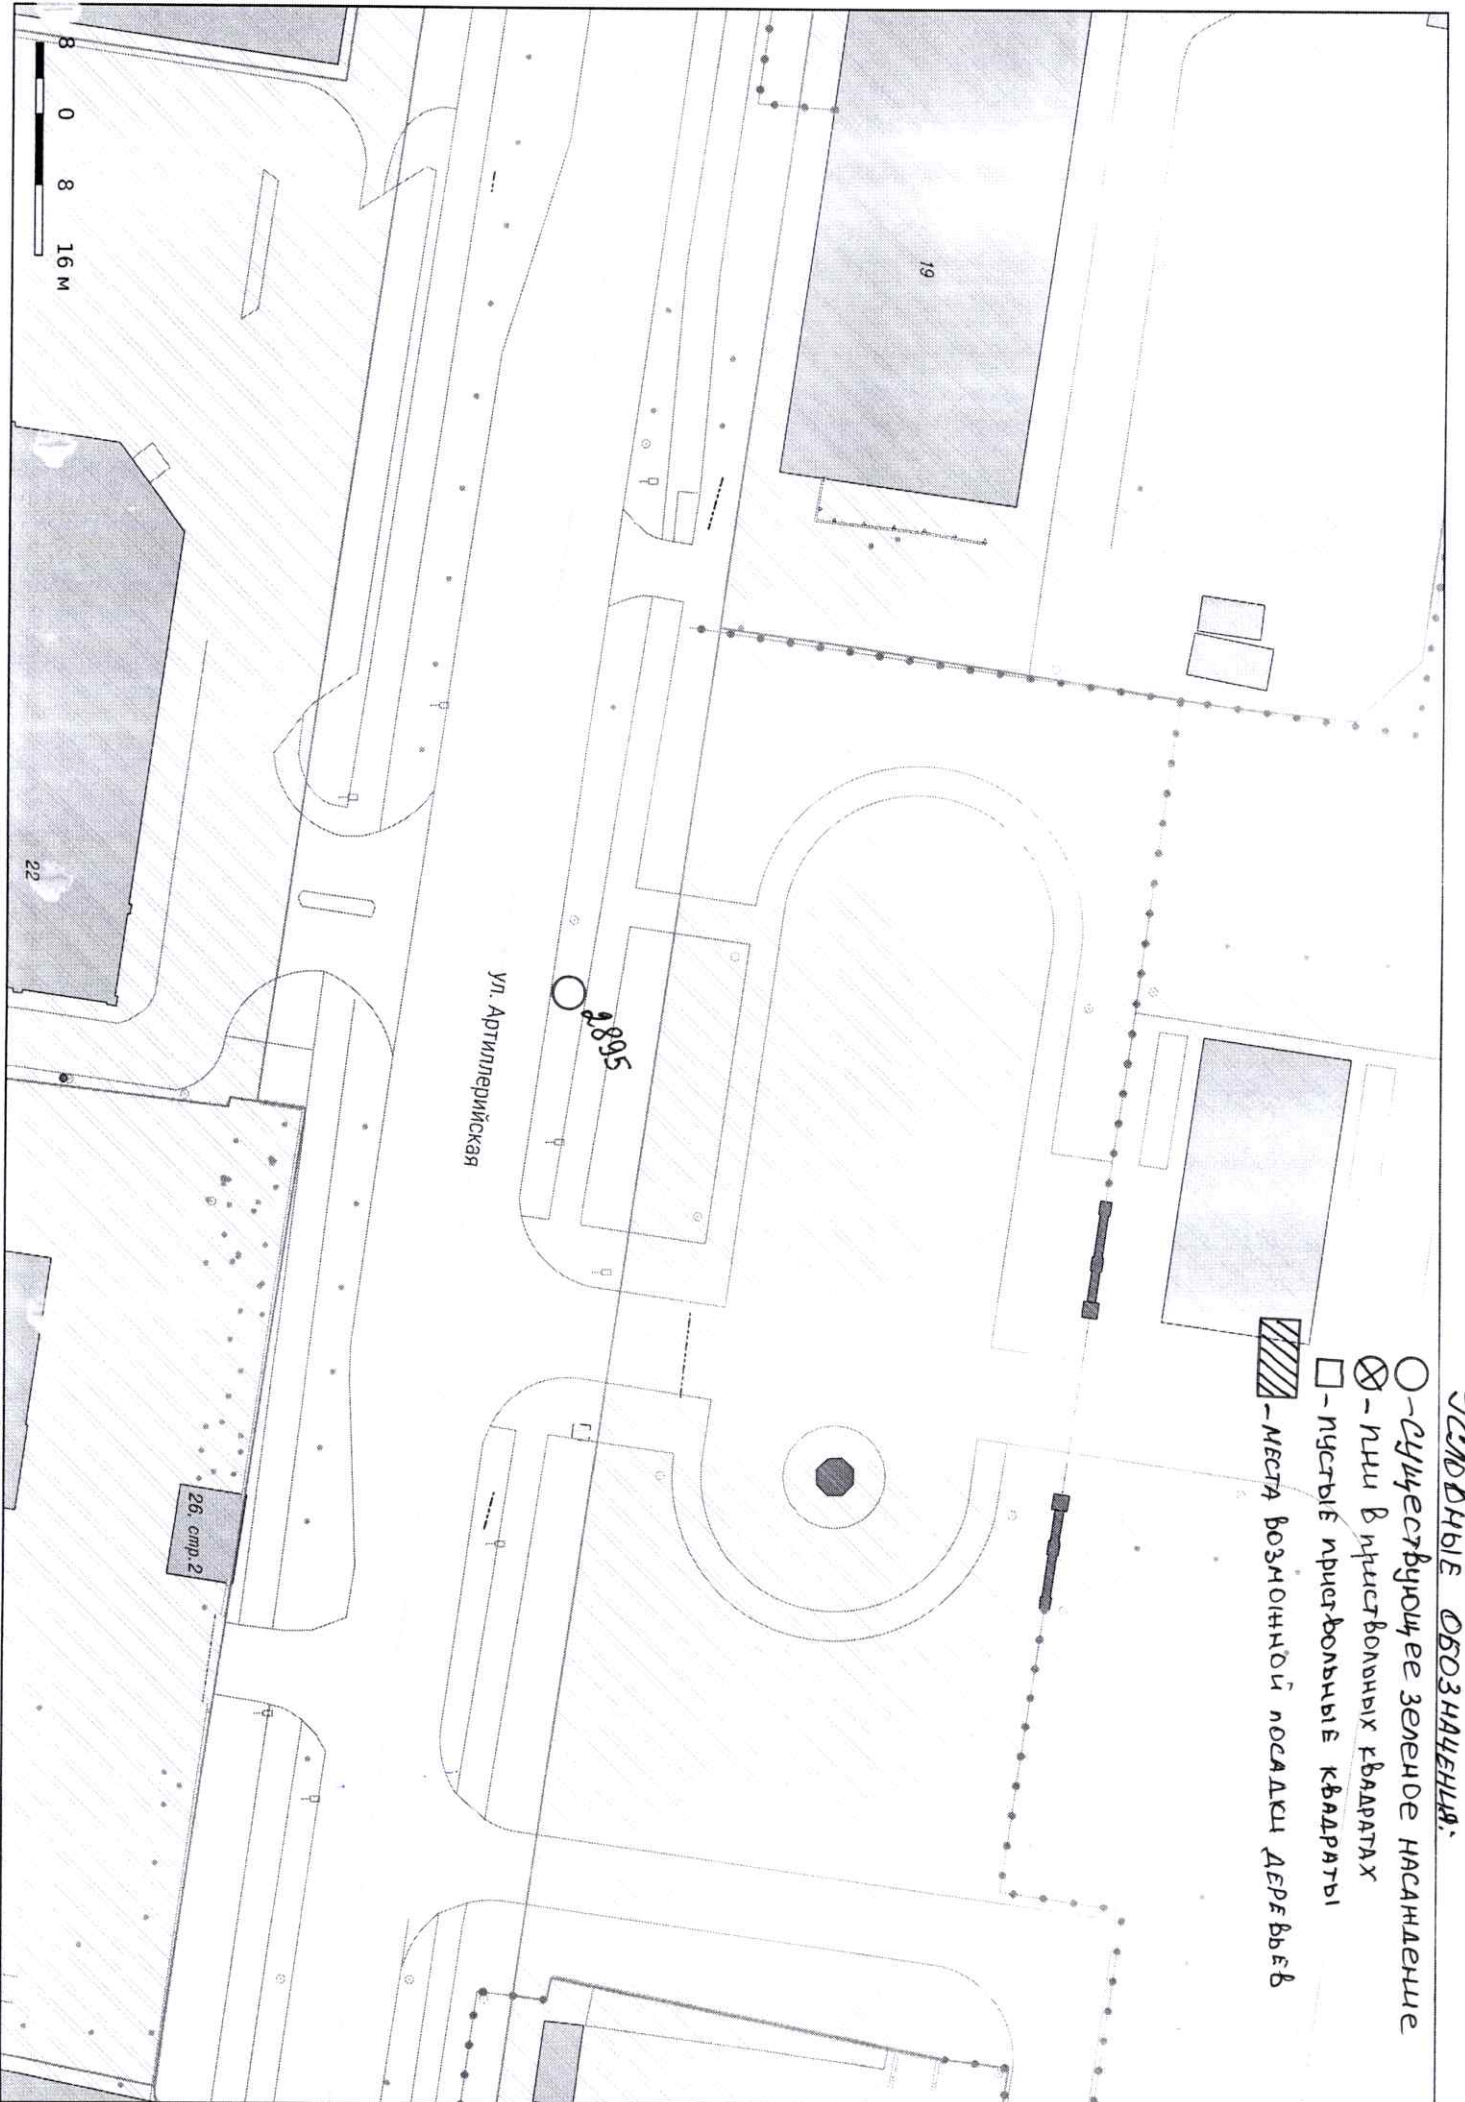 УСЛОВНЫЕ ОБОЗНАЧЕНИЯ:
○ - СУЩЕСТВУЮЩЕЕ ЗЕЛЕНОЕ НАСАЖДЕНИЕ
⊗ - ПНИ В ПРИСТВОЛЬНЫХ КВАДРАТАХ
□ - ПУСТЫЕ ПРИСТВОЛЬНЫЕ КВАДРАТЫ
- МЕСТА ВОЗМОЖНОЙ ПОСАДКИ ДЕРЕВЬЕВ
19
2895
ул. Артиллерийская
26, стр.2
22
8 0 8 16 м